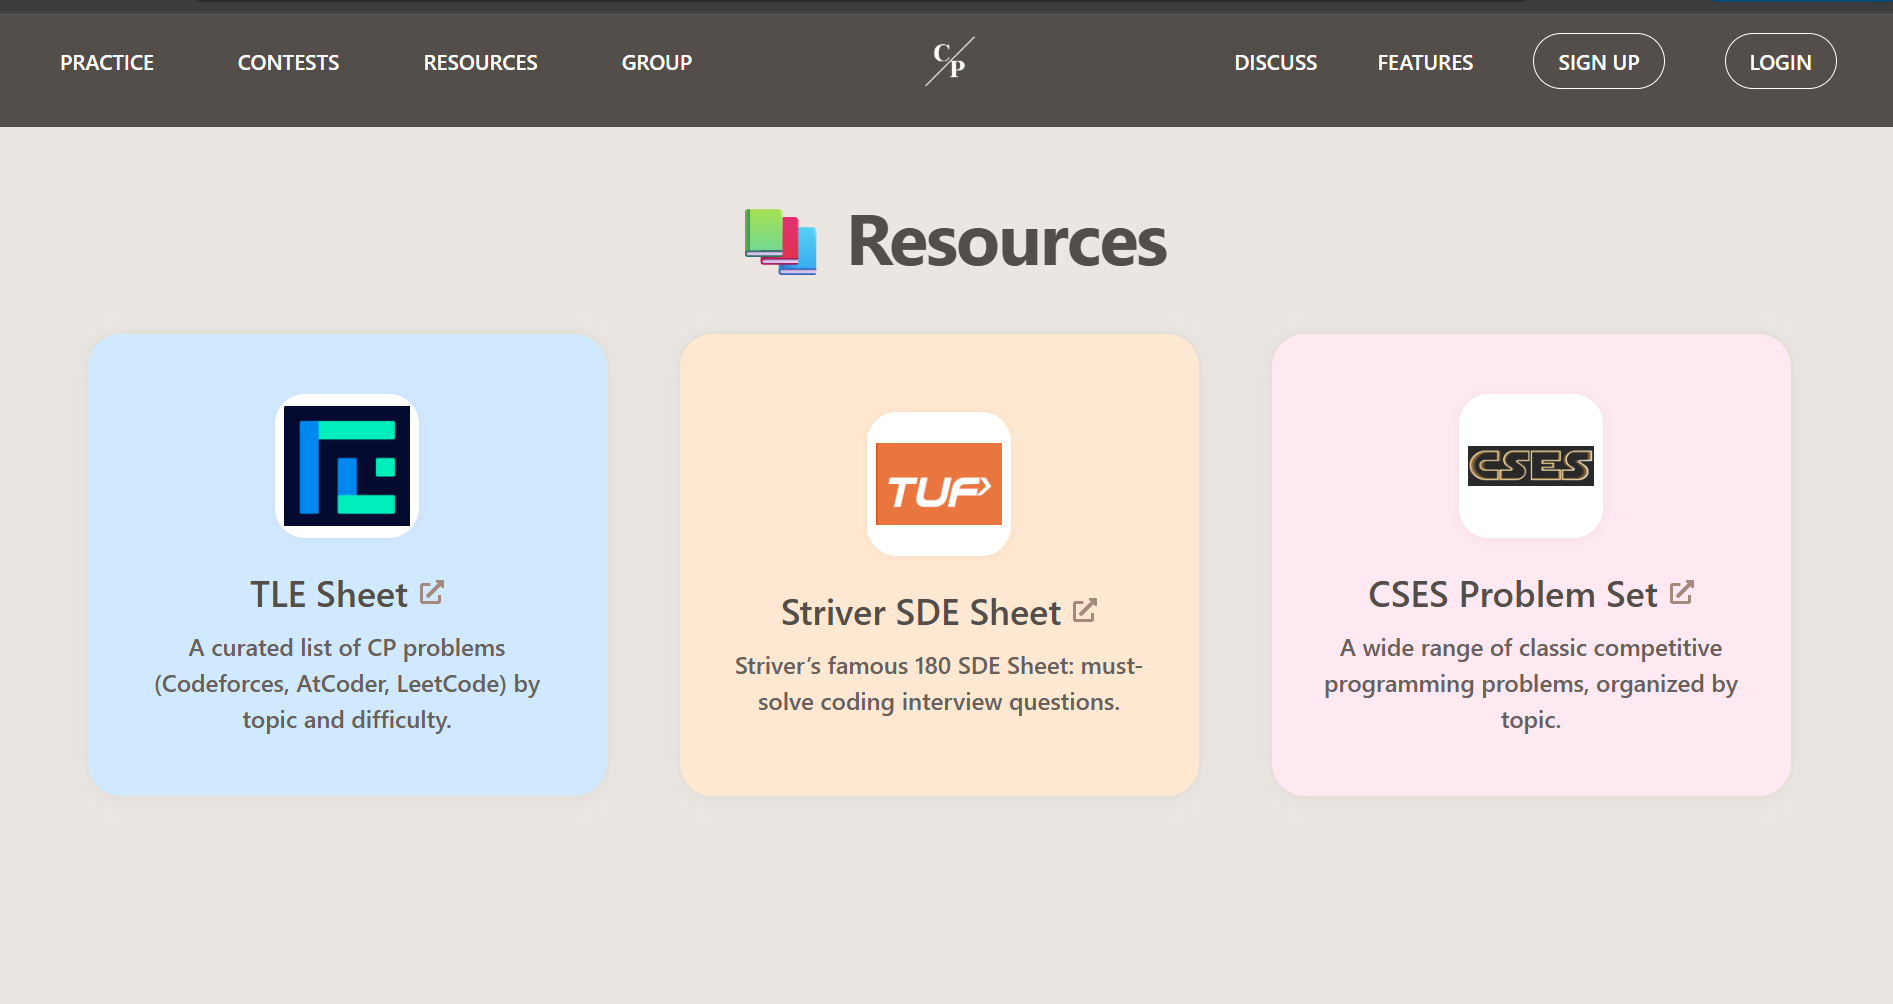 PRACTICE CONTESTS RESOURCES GROUP C P DISCUSS FEATURES SIGN UP LOGIN
Resources
TUF
CSES
TLE Sheet
A curated list of CP problems
(Codeforces, AtCoder, LeetCode) by
topic and difficulty.
Striver SDE Sheet
Striver’s famous 180 SDE Sheet: must-
solve coding interview questions.
CSES Problem Set
A wide range of classic competitive
programming problems, organized by
topic.